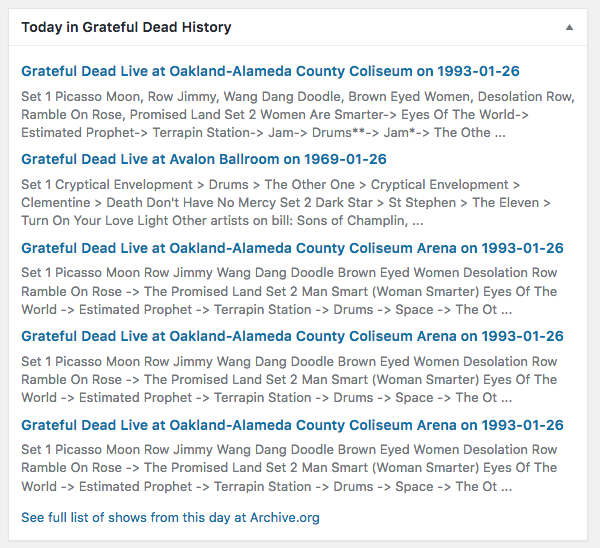 Today in Grateful Dead History
Grateful Dead Live at Oakland-Alameda County Coliseum on 1993-01-26
Set 1 Picasso Moon, Row Jimmy, Wang Dang Doodle, Brown Eyed Women, Desolation Row,
Ramble On Rose, Promised Land Set 2 Women Are Smarter-> Eyes Of The World->
Estimated Prophet-> Terrapin Station-> Jam-> Drums**-> Jam*-> The Othe ...
Grateful Dead Live at Avalon Ballroom on 1969-01-26
Set 1 Cryptical Envelopment > Drums > The Other One > Cryptical Envelopment >
Clementine > Death Don't Have No Mercy Set 2 Dark Star > St Stephen > The Eleven >
Turn On Your Love Light Other artists on bill: Sons of Champlin, ...
Grateful Dead Live at Oakland-Alameda County Coliseum Arena on 1993-01-26
Set 1 Picasso Moon Row Jimmy Wang Dang Doodle Brown Eyed Women Desolation Row
Ramble On Rose -> The Promised Land Set 2 Man Smart (Woman Smarter) Eyes Of The
World -> Estimated Prophet -> Terrapin Station -> Drums -> Space -> The Ot ...
Grateful Dead Live at Oakland-Alameda County Coliseum Arena on 1993-01-26
Set 1 Picasso Moon Row Jimmy Wang Dang Doodle Brown Eyed Women Desolation Row
Ramble On Rose -> The Promised Land Set 2 Man Smart (Woman Smarter) Eyes Of The
World -> Estimated Prophet -> Terrapin Station -> Drums -> Space -> The Ot ...
Grateful Dead Live at Oakland-Alameda County Coliseum Arena on 1993-01-26
Set 1 Picasso Moon Row Jimmy Wang Dang Doodle Brown Eyed Women Desolation Row
Ramble On Rose -> The Promised Land Set 2 Man Smart (Woman Smarter) Eyes Of The
World -> Estimated Prophet -> Terrapin Station -> Drums -> Space -> The Ot ...
See full list of shows from this day at Archive.org